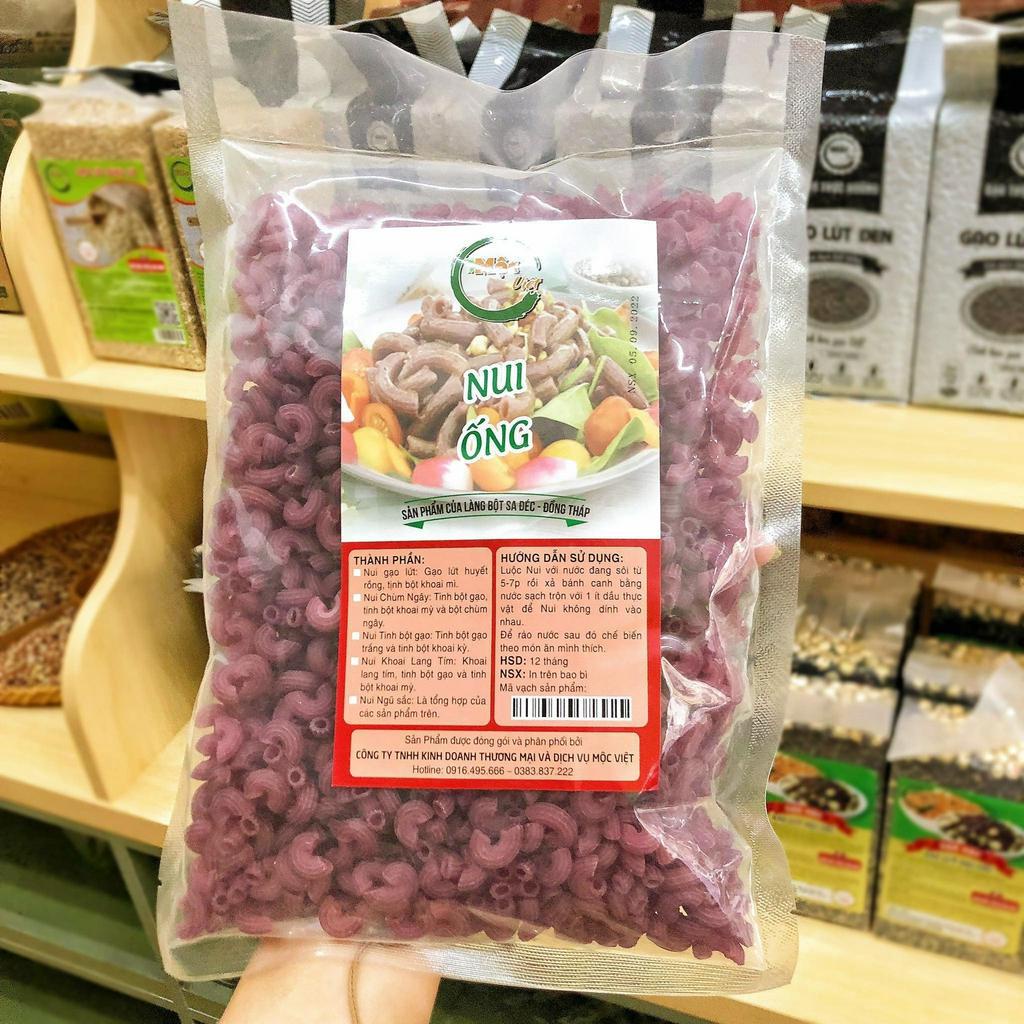 Mộc
Việt
NSX 05.09.2022
NUI
ỐNG
SẢN PHẨM CỦA LÀNG BỘT SA ĐÉC - ĐỒNG THÁP
THÀNH PHẦN:
Nui gạo lứt: Gạo lứt huyết
rồng, tinh bột khoai mì.
Nui Chùm Ngây: Tinh bột gạo,
tinh bột khoai mỳ và bột chùm
ngây.
Nui Tinh bột gạo: Tinh bột gạo
trắng và tinh bột khoai kỳ.
Nui Khoai Lang Tím: Khoai
lang tím, tinh bột gạo và tinh
bột khoai mỳ.
Nui Ngũ sắc: Là tổng hợp của
các sản phẩm trên.
HƯỚNG DẪN SỬ DỤNG:
Luộc Nui với nước đang sôi từ
5-7p rồi xả bánh canh bằng
nước sạch trộn với 1 ít dầu thực
vật để Nui không dính vào
nhau.
Để ráo nước sau đó chế biến
theo món ăn mình thích.
HSD: 12 tháng
NSX: In trên bao bì
Mã vạch sản phẩm:
Sản Phẩm được đóng gói và phân phối bởi
CÔNG TY TNHH KINH DOANH THƯƠNG MẠI VÀ DỊCH VỤ MỘC VIỆT
Hotline: 0916.495.666 – 0383.837.222
LÚT ĐEN
GẠO LÚ